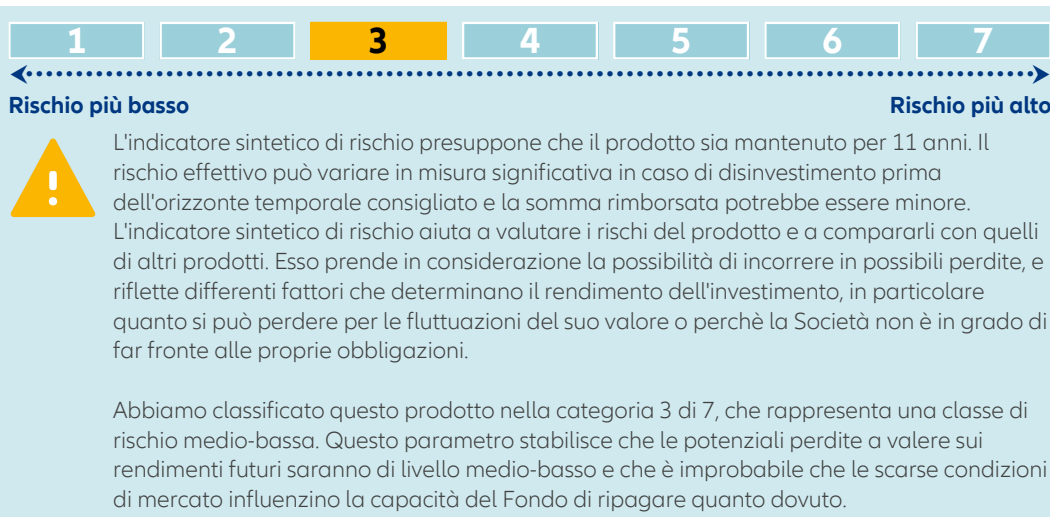 1 2 3 4 5 6 7
Rischio più basso Rischio più alto
L'indicatore sintetico di rischio presuppone che il prodotto sia mantenuto per 11 anni. Il
rischio effettivo può variare in misura significativa in caso di disinvestimento prima
dell'orizzonte temporale consigliato e la somma rimborsata potrebbe essere minore.
L'indicatore sintetico di rischio aiuta a valutare i rischi del prodotto e a compararli con quelli
di altri prodotti. Esso prende in considerazione la possibilità di incorrere in possibili perdite, e
riflette differenti fattori che determinano il rendimento dell'investimento, in particolare
quanto si può perdere per le fluttuazioni del suo valore o perchè la Società non è in grado di
far fronte alle proprie obbligazioni.
Abbiamo classificato questo prodotto nella categoria 3 di 7, che rappresenta una classe di
rischio medio-bassa. Questo parametro stabilisce che le potenziali perdite a valere sui
rendimenti futuri saranno di livello medio-basso e che è improbabile che le scarse condizioni
di mercato influenzino la capacità del Fondo di ripagare quanto dovuto.